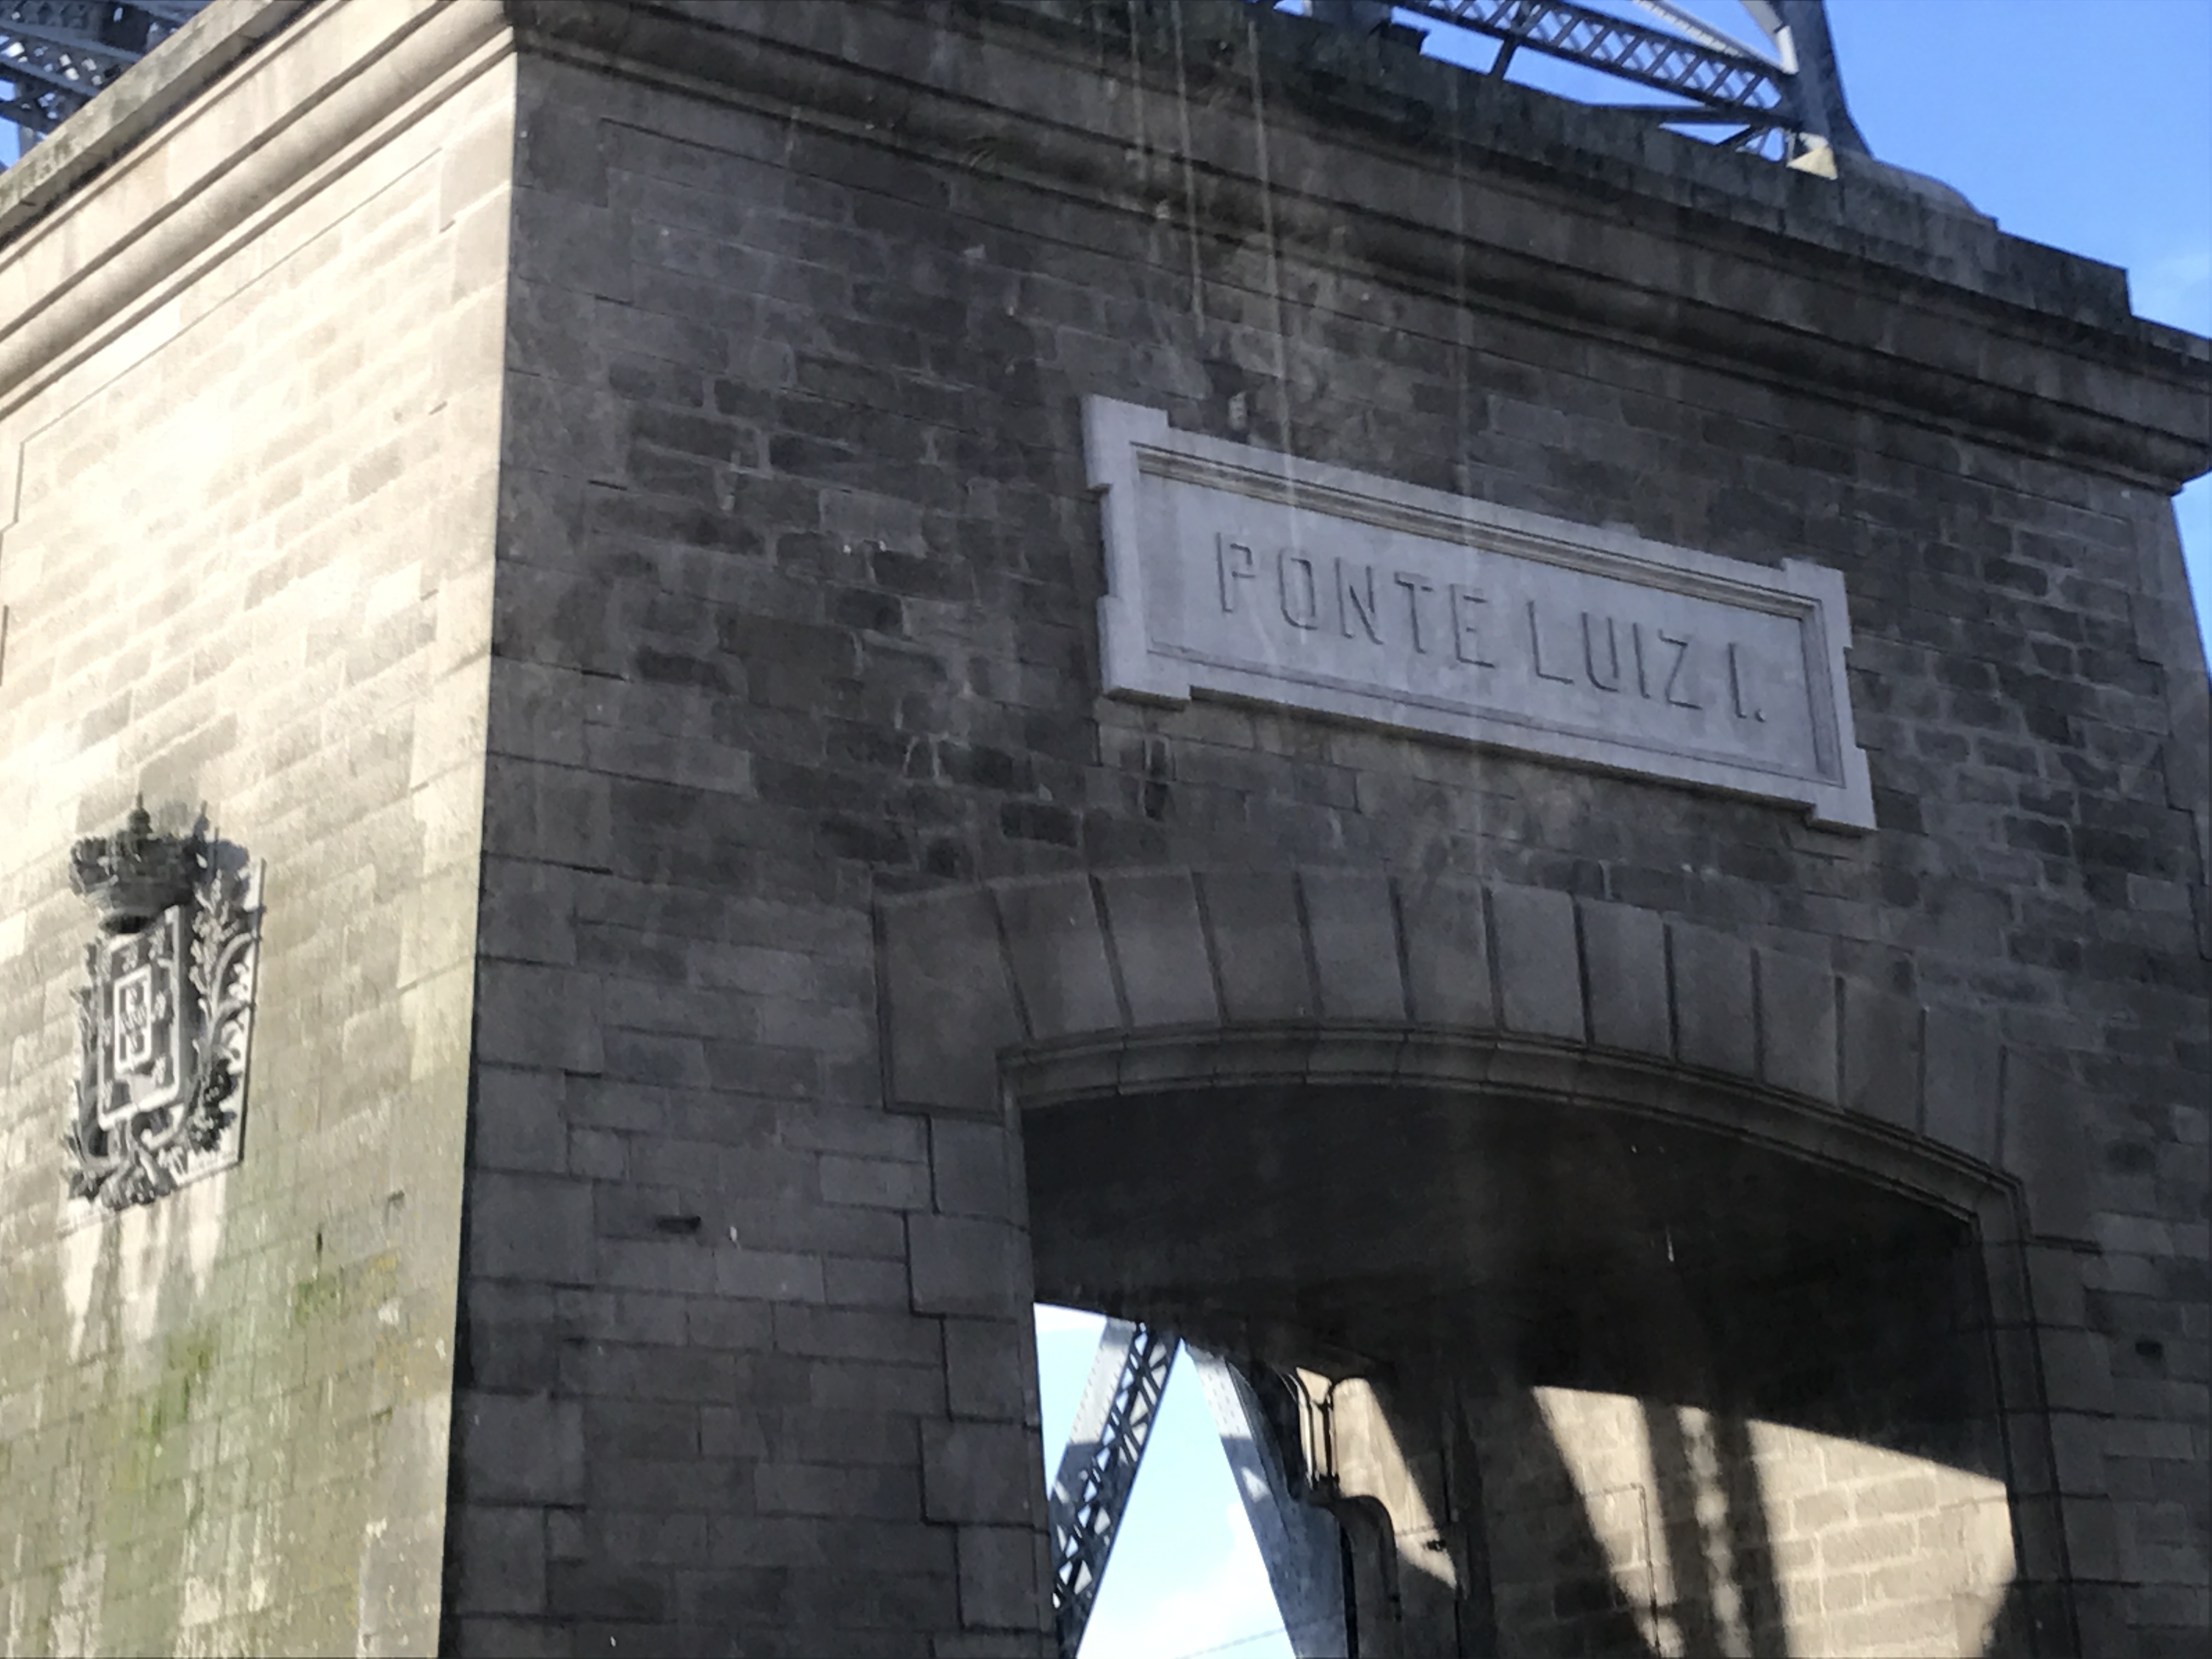 PONTE LUIZ I.